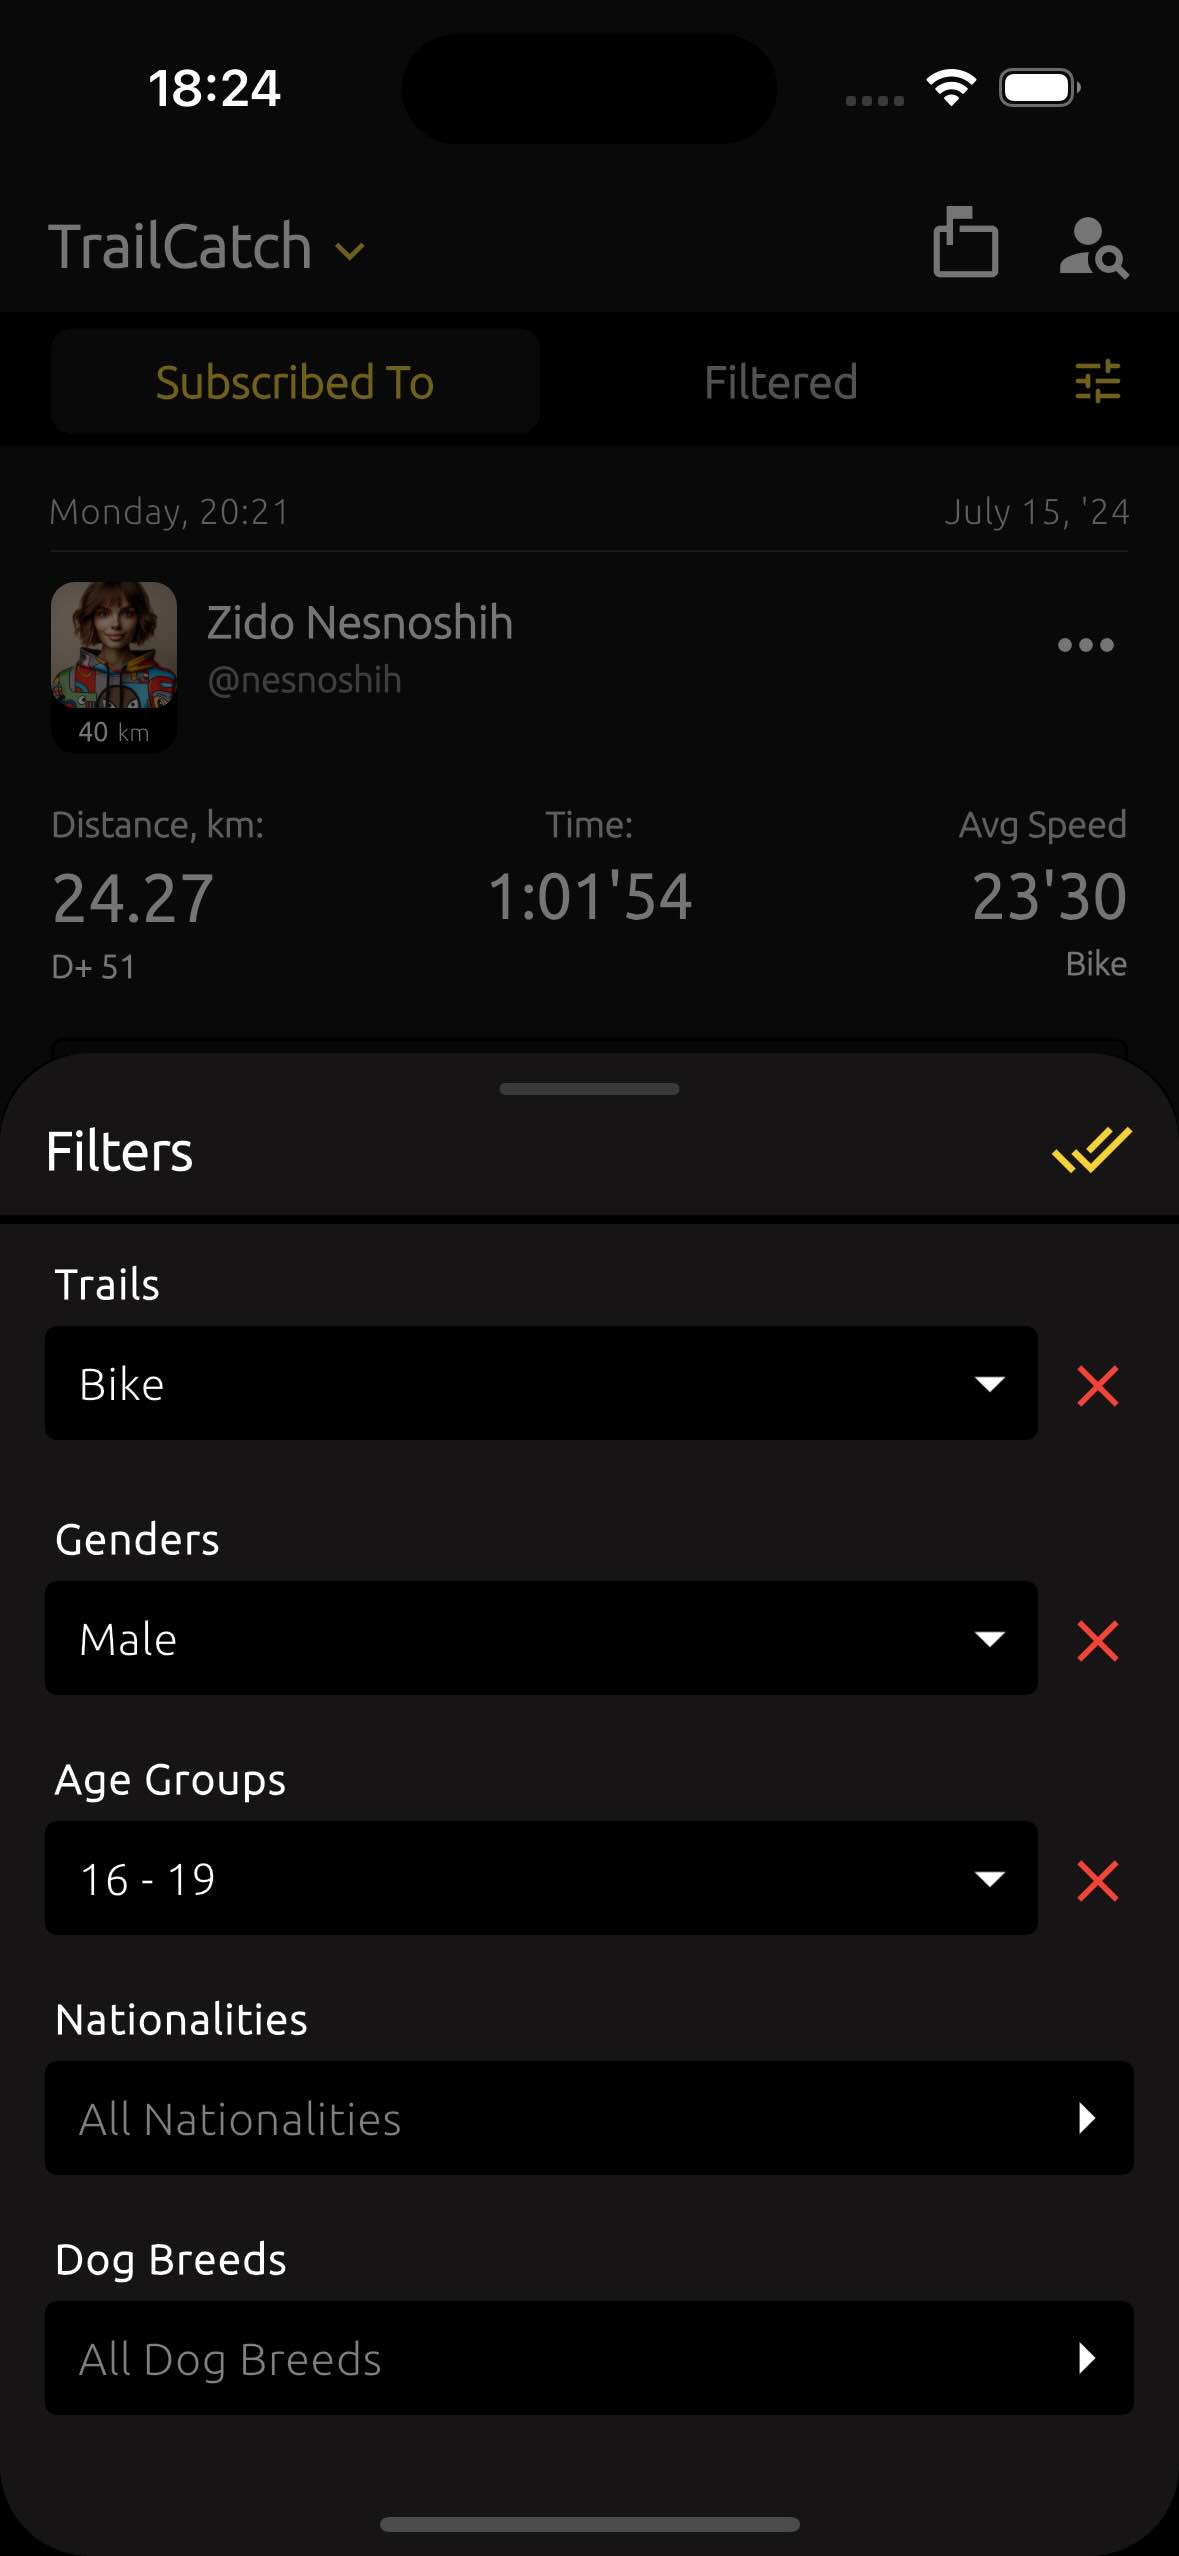 18:24
TrailCatch
Subscribed To Filtered
Monday, 20:21 July 15, '24
Zido Nesnoshih
@nesnoshih
40 km
Distance, km: Time: Avg Speed
24.27 1:01'54 23'30
D+ 51 Bike
Filters
Trails
Bike
Genders
Male
Age Groups
16 - 19
Nationalities
All Nationalities
Dog Breeds
All Dog Breeds